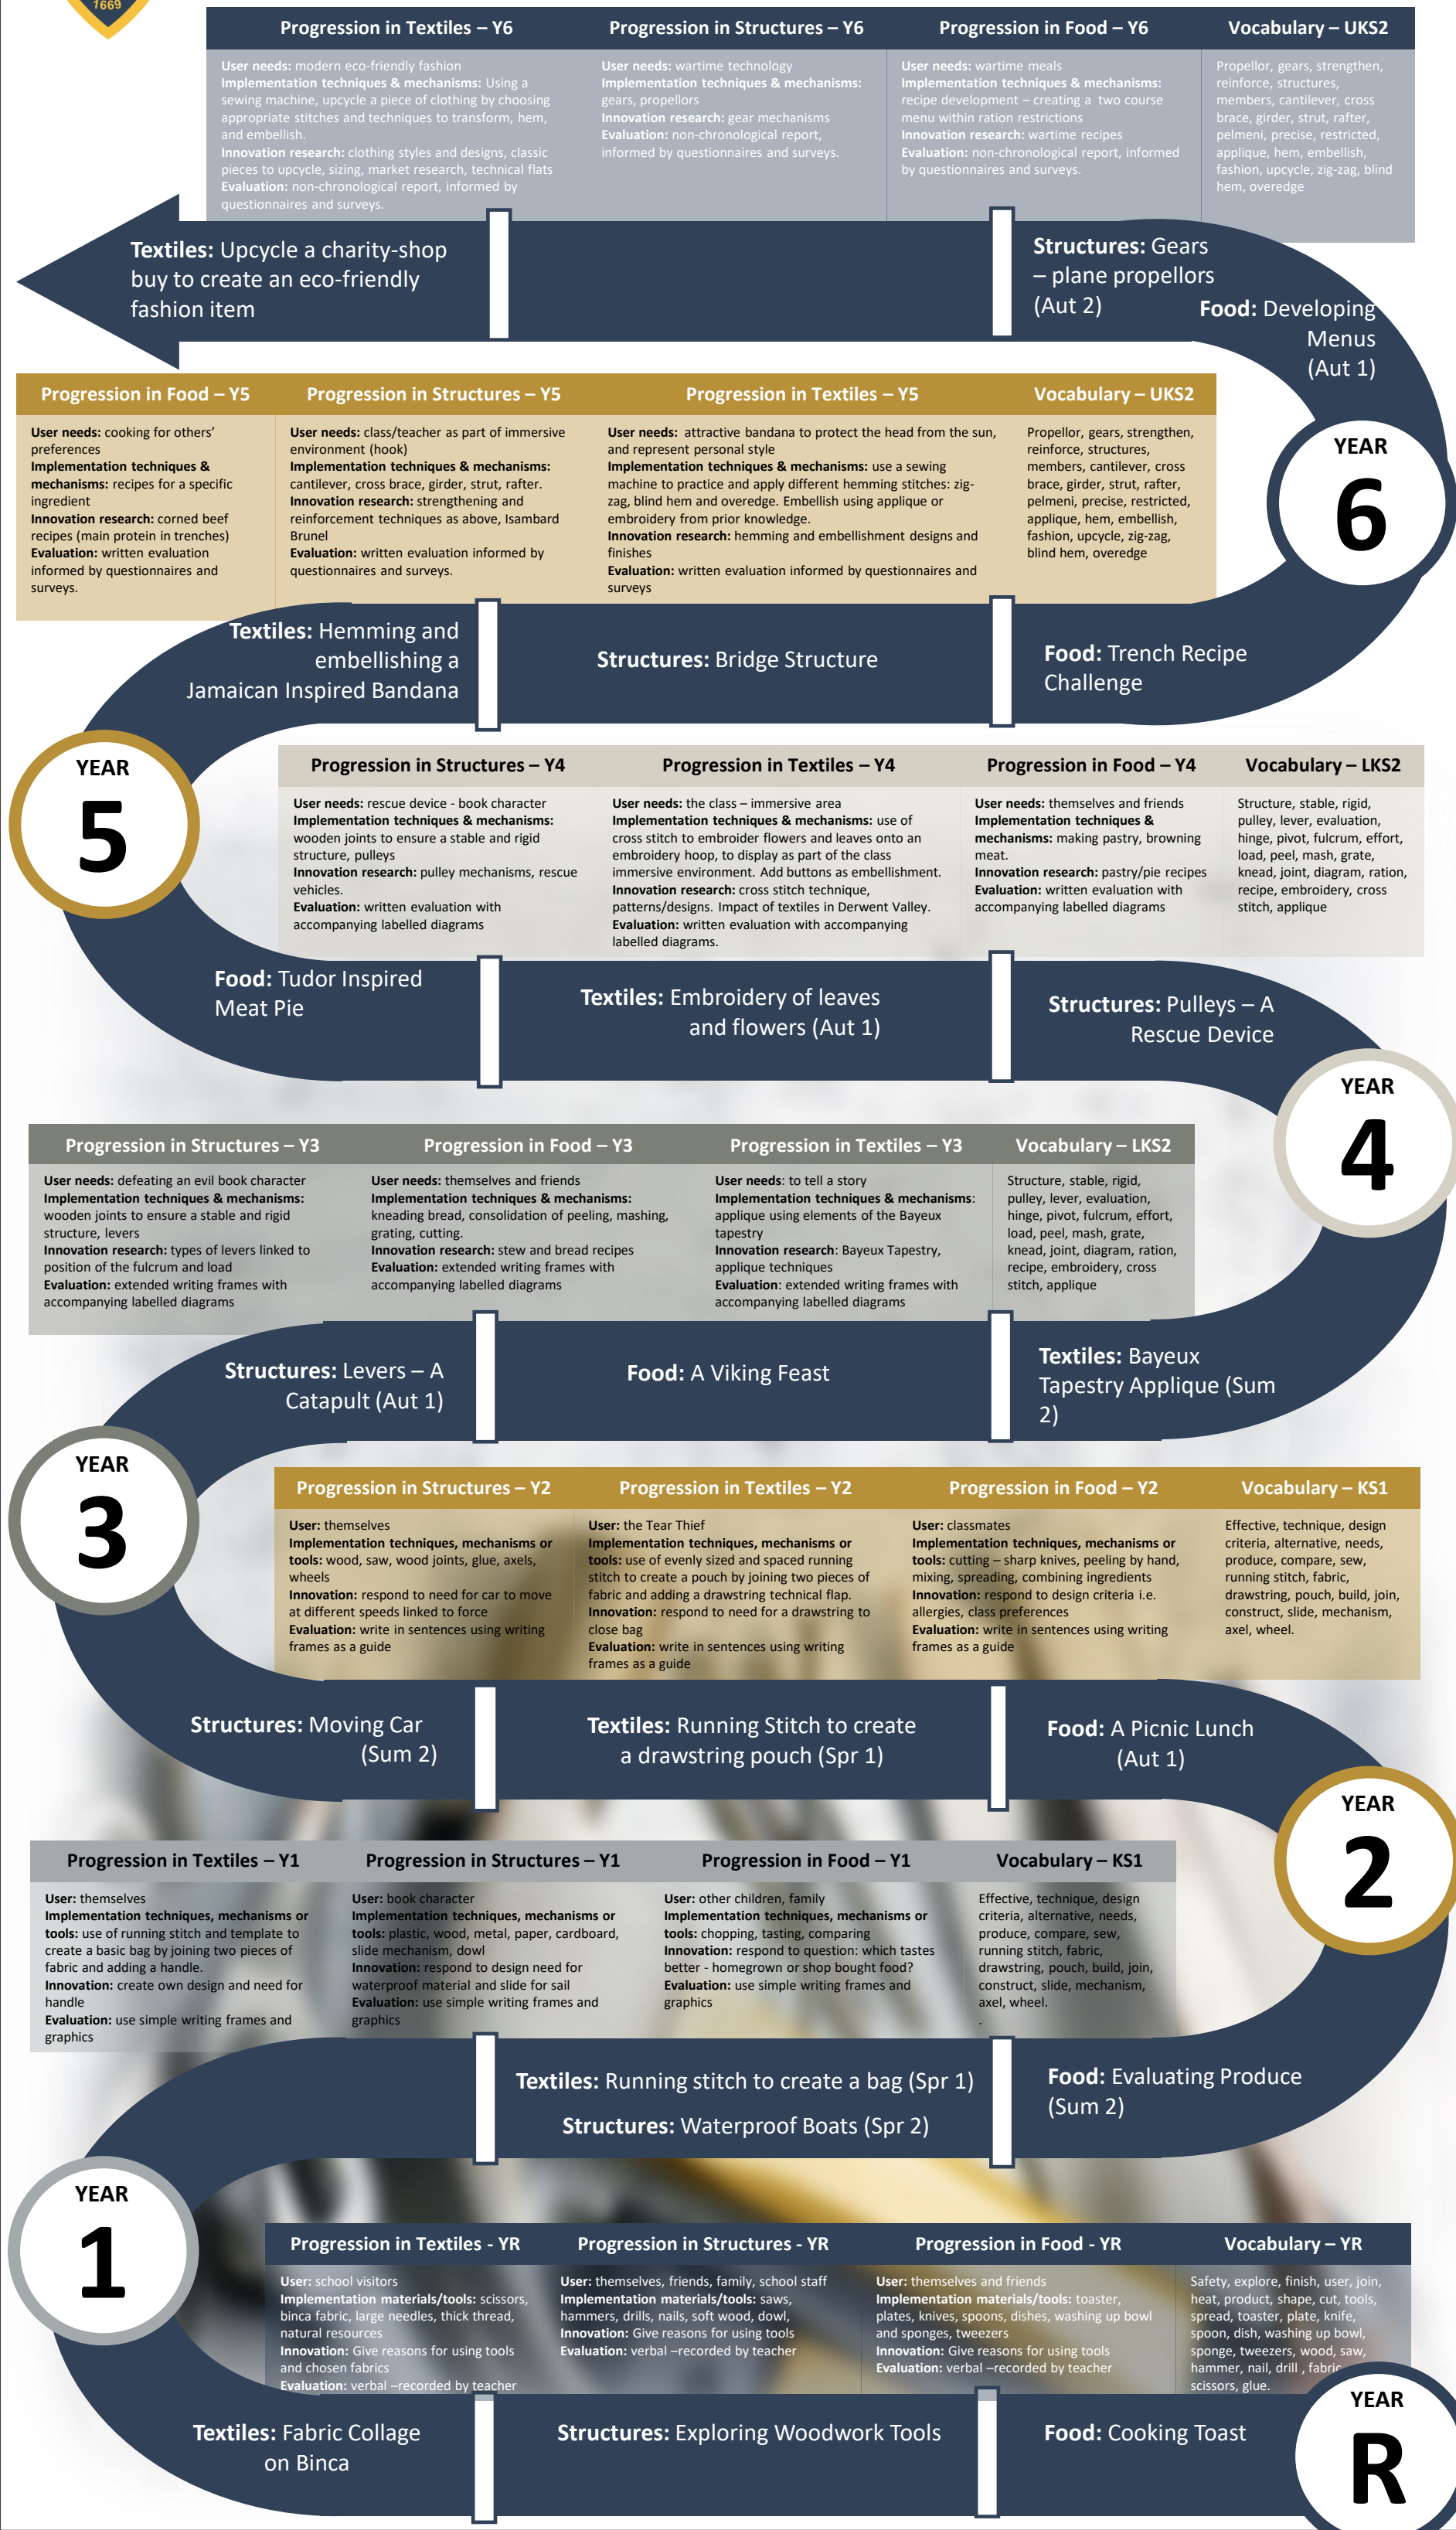 1669
Progression in Textiles – Y6
User needs: modern eco-friendly fashion
Implementation techniques & mechanisms: Using a
sewing machine, upcycle a piece of clothing by choosing
appropriate stitches and techniques to transform, hem,
and embellish.
Innovation research: clothing styles and designs, classic
pieces to upcycle, sizing, market research, technical flats
Evaluation: non-chronological report, informed by
questionnaires and surveys.
Progression in Structures – Y6
User needs: wartime technology
Implementation techniques & mechanisms:
gears, propellors
Innovation research: gear mechanisms
Evaluation: non-chronological report,
informed by questionnaires and surveys.
Progression in Food – Y6
User needs: wartime meals
Implementation techniques & mechanisms:
recipe development – creating a two course
menu within ration restrictions
Innovation research: wartime recipes
Evaluation: non-chronological report, informed
by questionnaires and surveys.
Vocabulary – UKS2
Propellor, gears, strengthen,
reinforce, structures,
members, cantilever, cross
brace, girder, strut, rafter,
pelmeni, precise, restricted,
applique, hem, embellish,
fashion, upcycle, zig-zag, blind
hem, overedge
Textiles: Upcycle a charity-shop
buy to create an eco-friendly
fashion item
Structures: Gears
– plane propellors
(Aut 2)
Food: Developing
Menus
(Aut 1)
YEAR
6
Progression in Food – Y5
User needs: cooking for others’
preferences
Implementation techniques &
mechanisms: recipes for a specific
ingredient
Innovation research: corned beef
recipes (main protein in trenches)
Evaluation: written evaluation
informed by questionnaires and
surveys.
Progression in Structures – Y5
User needs: class/teacher as part of immersive
environment (hook)
Implementation techniques & mechanisms:
cantilever, cross brace, girder, strut, rafter.
Innovation research: strengthening and
reinforcement techniques as above, Isambard
Brunel
Evaluation: written evaluation informed by
questionnaires and surveys.
Progression in Textiles – Y5
User needs: attractive bandana to protect the head from the sun,
and represent personal style
Implementation techniques & mechanisms: use a sewing
machine to practice and apply different hemming stitches: zig-
zag, blind hem and overedge. Embellish using applique or
embroidery from prior knowledge.
Innovation research: hemming and embellishment designs and
finishes
Evaluation: written evaluation informed by questionnaires and
surveys
Vocabulary – UKS2
Propellor, gears, strengthen,
reinforce, structures,
members, cantilever, cross
brace, girder, strut, rafter,
pelmeni, precise, restricted,
applique, hem, embellish,
fashion, upcycle, zig-zag,
blind hem, overedge
Textiles: Hemming and
embellishing a
Jamaican Inspired Bandana
Structures: Bridge Structure
Food: Trench Recipe
Challenge
YEAR
5
Progression in Structures – Y4
User needs: rescue device - book character
Implementation techniques & mechanisms:
wooden joints to ensure a stable and rigid
structure, pulleys
Innovation research: pulley mechanisms, rescue
vehicles.
Evaluation: written evaluation with
accompanying labelled diagrams
Progression in Textiles – Y4
User needs: the class – immersive area
Implementation techniques & mechanisms: use of
cross stitch to embroider flowers and leaves onto an
embroidery hoop, to display as part of the class
immersive environment. Add buttons as embellishment.
Innovation research: cross stitch technique,
patterns/designs. Impact of textiles in Derwent Valley.
Evaluation: written evaluation with accompanying
labelled diagrams.
Progression in Food – Y4
User needs: themselves and friends
Implementation techniques &
mechanisms: making pastry, browning
meat.
Innovation research: pastry/pie recipes
Evaluation: written evaluation with
accompanying labelled diagrams
Vocabulary – LKS2
Structure, stable, rigid,
pulley, lever, evaluation,
hinge, pivot, fulcrum, effort,
load, peel, mash, grate,
knead, joint, diagram, ration,
recipe, embroidery, cross
stitch, applique
Food: Tudor Inspired
Meat Pie
Textiles: Embroidery of leaves
and flowers (Aut 1)
Structures: Pulleys – A
Rescue Device
YEAR
4
Progression in Structures – Y3
User needs: defeating an evil book character
Implementation techniques & mechanisms:
wooden joints to ensure a stable and rigid
structure, levers
Innovation research: types of levers linked to
position of the fulcrum and load
Evaluation: extended writing frames with
accompanying labelled diagrams
Progression in Food – Y3
User needs: themselves and friends
Implementation techniques & mechanisms:
kneading bread, consolidation of peeling, mashing,
grating, cutting.
Innovation research: stew and bread recipes
Evaluation: extended writing frames with
accompanying labelled diagrams
Progression in Textiles – Y3
User needs: to tell a story
Implementation techniques & mechanisms:
applique using elements of the Bayeux
tapestry
Innovation research: Bayeux Tapestry,
applique techniques
Evaluation: extended writing frames with
accompanying labelled diagrams
Vocabulary – LKS2
Structure, stable, rigid,
pulley, lever, evaluation,
hinge, pivot, fulcrum, effort,
load, peel, mash, grate,
knead, joint, diagram, ration,
recipe, embroidery, cross
stitch, applique
Structures: Levers – A
Catapult (Aut 1)
Food: A Viking Feast
Textiles: Bayeux
Tapestry Applique (Sum
2)
YEAR
3
Progression in Structures – Y2
User: themselves
Implementation techniques, mechanisms or
tools: wood, saw, wood joints, glue, axels,
wheels
Innovation: respond to need for car to move
at different speeds linked to force
Evaluation: write in sentences using writing
frames as a guide
Progression in Textiles – Y2
User: the Tear Thief
Implementation techniques, mechanisms or
tools: use of evenly sized and spaced running
stitch to create a pouch by joining two pieces of
fabric and adding a drawstring technical flap.
Innovation: respond to need for a drawstring to
close bag
Evaluation: write in sentences using writing
frames as a guide
Progression in Food – Y2
User: classmates
Implementation techniques, mechanisms or
tools: cutting – sharp knives, peeling by hand,
mixing, spreading, combining ingredients
Innovation: respond to design criteria i.e.
allergies, class preferences
Evaluation: write in sentences using writing
frames as a guide
Vocabulary – KS1
Effective, technique, design
criteria, alternative, needs,
produce, compare, sew,
running stitch, fabric,
drawstring, pouch, build, join,
construct, slide, mechanism,
axel, wheel.
Structures: Moving Car
(Sum 2)
Textiles: Running Stitch to create
a drawstring pouch (Spr 1)
Food: A Picnic Lunch
(Aut 1)
YEAR
2
Progression in Textiles – Y1
User: themselves
Implementation techniques, mechanisms or
tools: use of running stitch and template to
create a basic bag by joining two pieces of
fabric and adding a handle.
Innovation: create own design and need for
handle
Evaluation: use simple writing frames and
graphics
Progression in Structures – Y1
User: book character
Implementation techniques, mechanisms or
tools: plastic, wood, metal, paper, cardboard,
slide mechanism, dowl
Innovation: respond to design need for
waterproof material and slide for sail
Evaluation: use simple writing frames and
graphics
Progression in Food – Y1
User: other children, family
Implementation techniques, mechanisms or
tools: chopping, tasting, comparing
Innovation: respond to question: which tastes
better - homegrown or shop bought food?
Evaluation: use simple writing frames and
graphics
Vocabulary – KS1
Effective, technique, design
criteria, alternative, needs,
produce, compare, sew,
running stitch, fabric,
drawstring, pouch, build, join,
construct, slide, mechanism,
axel, wheel.
.
Textiles: Running stitch to create a bag (Spr 1)
Structures: Waterproof Boats (Spr 2)
Food: Evaluating Produce
(Sum 2)
YEAR
1
Progression in Textiles - YR
User: school visitors
Implementation materials/tools: scissors,
binca fabric, large needles, thick thread,
natural resources
Innovation: Give reasons for using tools
and chosen fabrics
Evaluation: verbal –recorded by teacher
Progression in Structures - YR
User: themselves, friends, family, school staff
Implementation materials/tools: saws,
hammers, drills, nails, soft wood, dowl,
Innovation: Give reasons for using tools
Evaluation: verbal –recorded by teacher
Progression in Food - YR
User: themselves and friends
Implementation materials/tools: toaster,
plates, knives, spoons, dishes, washing up bowl
and sponges, tweezers
Innovation: Give reasons for using tools
Evaluation: verbal –recorded by teacher
Vocabulary – YR
Safety, explore, finish, user, join,
heat, product, shape, cut, tools,
spread, toaster, plate, knife,
spoon, dish, washing up bowl,
sponge, tweezers, wood, saw,
hammer, nail, drill , fabric
scissors, glue.
Textiles: Fabric Collage
on Binca
Structures: Exploring Woodwork Tools
Food: Cooking Toast
YEAR
R